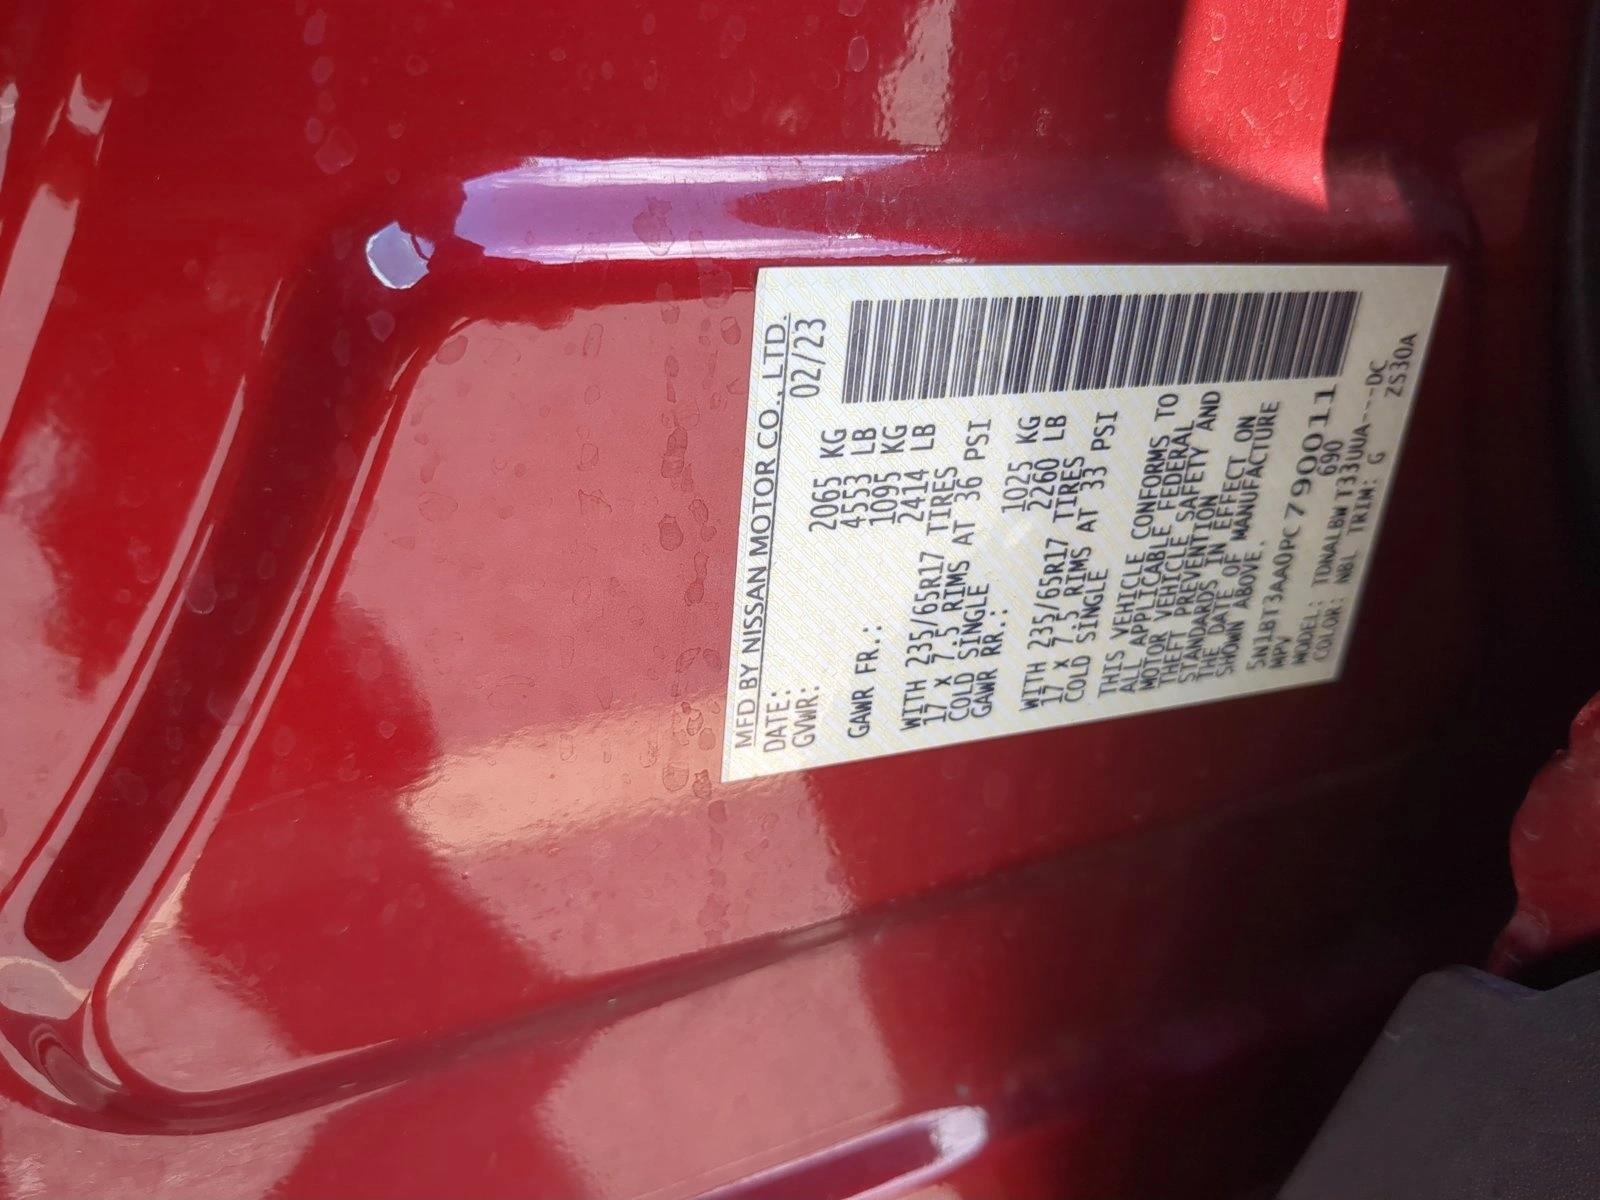 MFD BY NISSAN MOTOR CO., LTD.
DATE: 02/23
GVWR: 2065 KG
4553 LB
GAWR FR.: 1095 KG
2414 LB
WITH 235/65R17 TIRES
17 x 7.5 RIMS AT 36 PSI
COLD SINGLE
GAWR RR.: 1025 KG
2260 LB
WITH 235/65R17 TIRES
17 x 7.5 RIMS AT 33 PSI
COLD SINGLE
THIS VEHICLE CONFORMS TO
ALL APPLICABLE FEDERAL
MOTOR VEHICLE SAFETY AND
THEFT PREVENTION
STANDARDS IN EFFECT ON
THE DATE OF MANUFACTURE
SHOWN ABOVE.
5N1BT3AA0PC790011
MPV 690
MODEL: TDNALBWT33UUA---DC
COLOR: NBL TRIM: G ZS30A